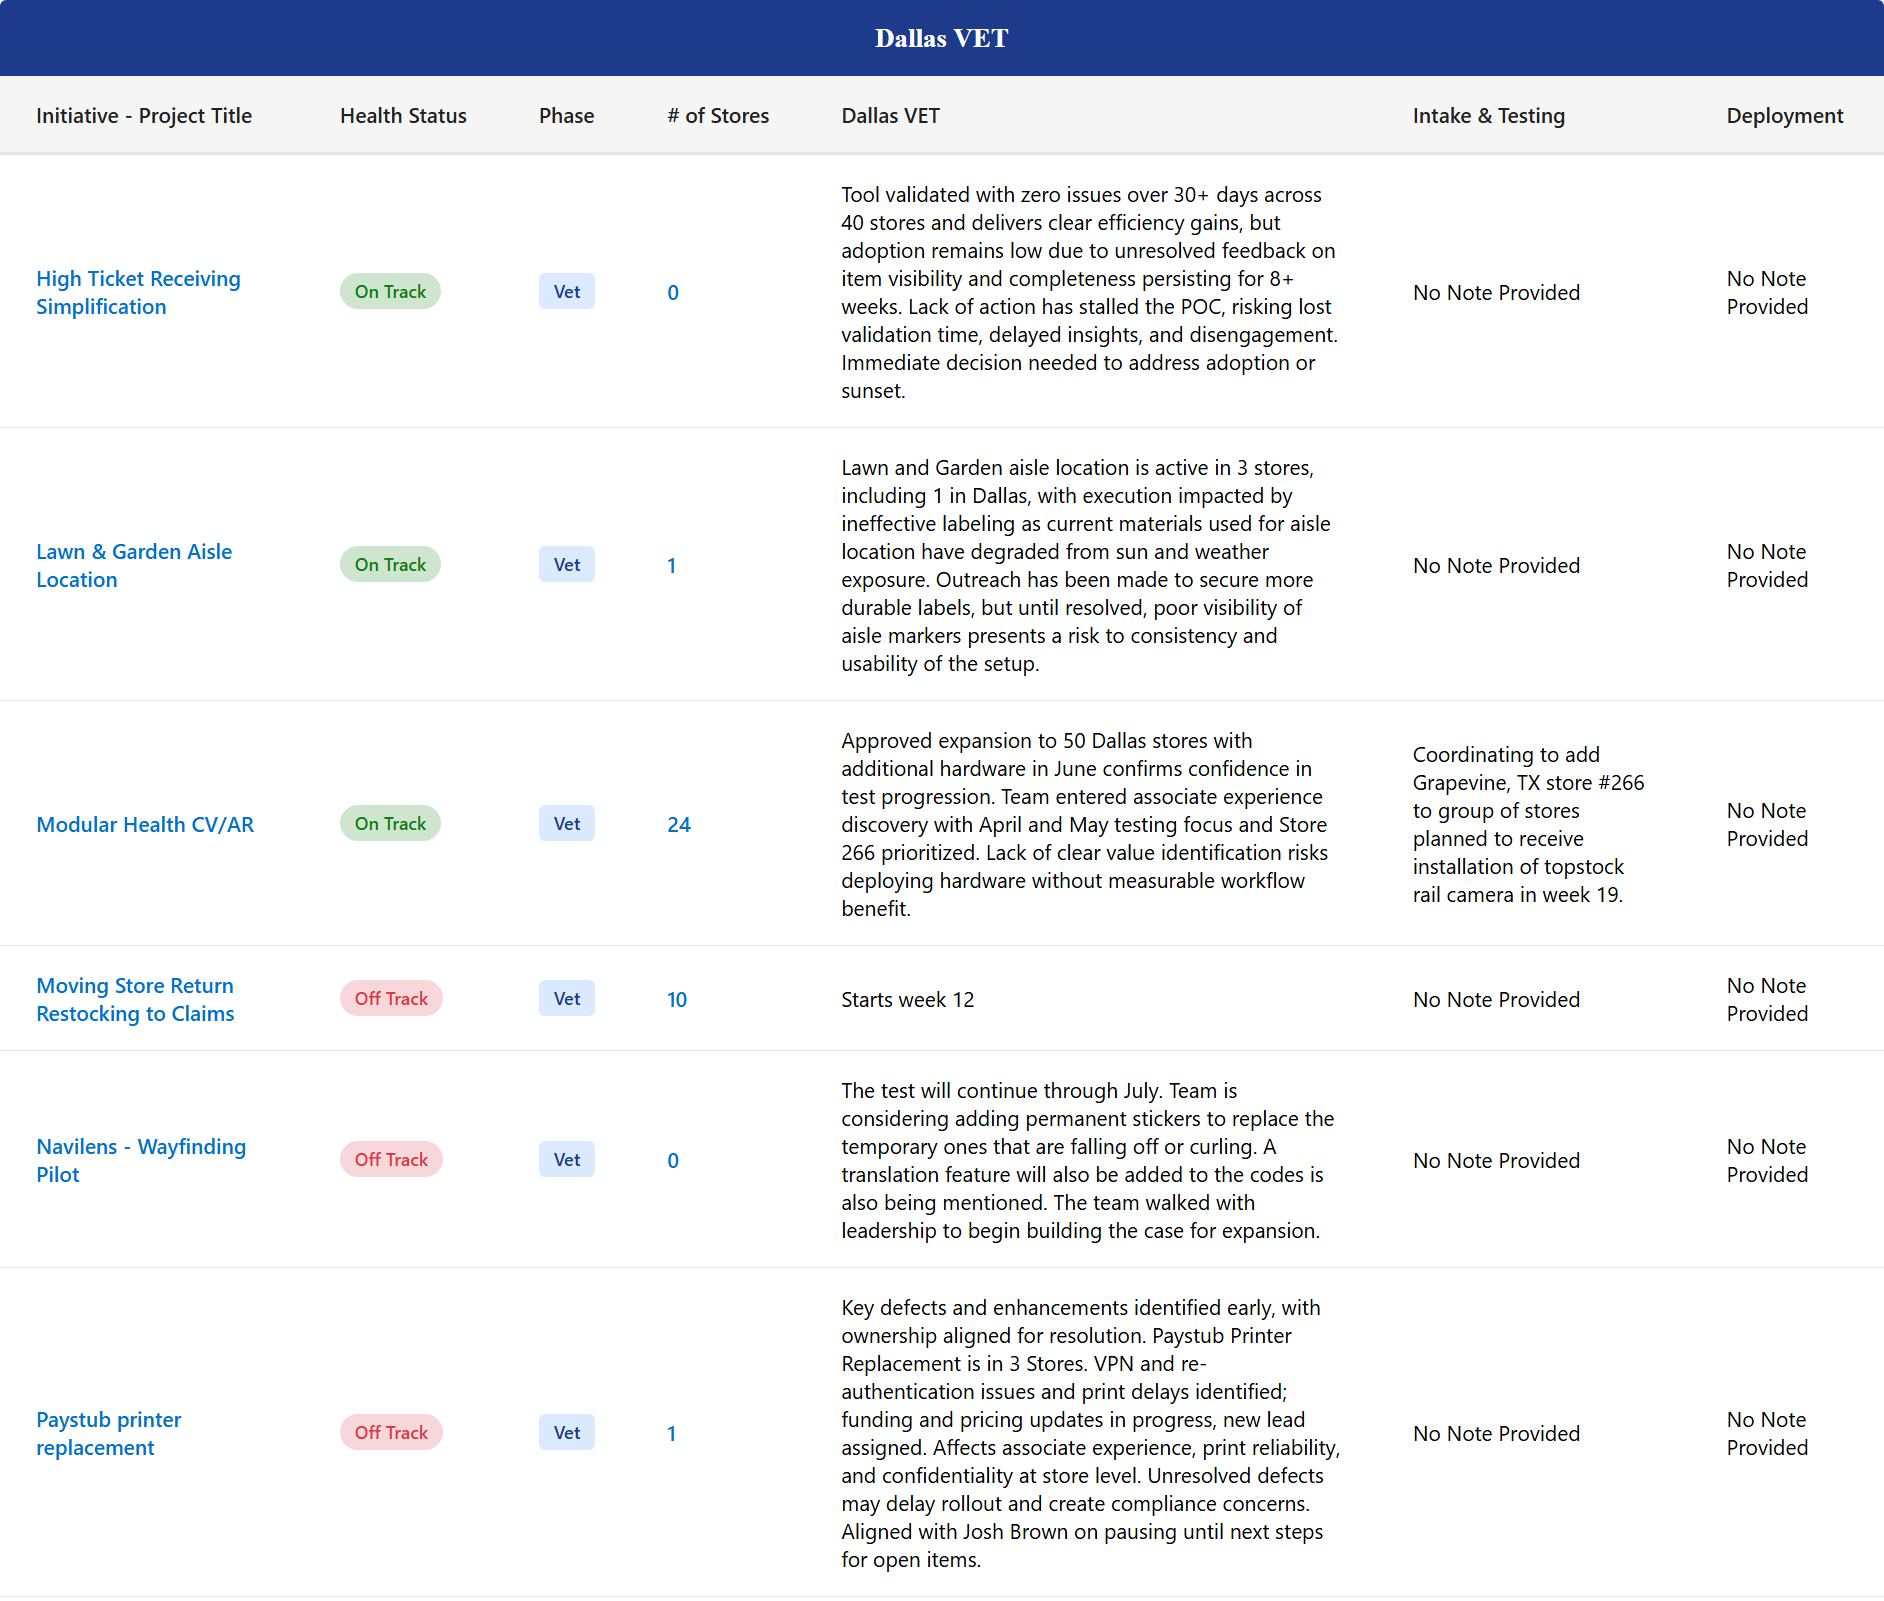 Dallas VET
Initiative - Project Title
Health Status
Phase
# of Stores
Dallas VET
Intake & Testing
Deployment
High Ticket Receiving
Simplification
On Track
Vet
0
Tool validated with zero issues over 30+ days across
40 stores and delivers clear efficiency gains, but
adoption remains low due to unresolved feedback on
item visibility and completeness persisting for 8+
weeks. Lack of action has stalled the POC, risking lost
validation time, delayed insights, and disengagement.
Immediate decision needed to address adoption or
sunset.
No Note Provided
No Note
Provided
Lawn & Garden Aisle
Location
On Track
Vet
1
Lawn and Garden aisle location is active in 3 stores,
including 1 in Dallas, with execution impacted by
ineffective labeling as current materials used for aisle
location have degraded from sun and weather
exposure. Outreach has been made to secure more
durable labels, but until resolved, poor visibility of
aisle markers presents a risk to consistency and
usability of the setup.
No Note Provided
No Note
Provided
Modular Health CV/AR
On Track
Vet
24
Approved expansion to 50 Dallas stores with
additional hardware in June confirms confidence in
test progression. Team entered associate experience
discovery with April and May testing focus and Store
266 prioritized. Lack of clear value identification risks
deploying hardware without measurable workflow
benefit.
Coordinating to add
Grapevine, TX store #266
to group of stores
planned to receive
installation of topstock
rail camera in week 19.
No Note
Provided
Moving Store Return
Restocking to Claims
Off Track
Vet
10
Starts week 12
No Note Provided
No Note
Provided
Navilens - Wayfinding
Pilot
Off Track
Vet
0
The test will continue through July. Team is
considering adding permanent stickers to replace the
temporary ones that are falling off or curling. A
translation feature will also be added to the codes is
also being mentioned. The team walked with
leadership to begin building the case for expansion.
No Note Provided
No Note
Provided
Paystub printer
replacement
Off Track
Vet
1
Key defects and enhancements identified early, with
ownership aligned for resolution. Paystub Printer
Replacement is in 3 Stores. VPN and re-
authentication issues and print delays identified;
funding and pricing updates in progress, new lead
assigned. Affects associate experience, print reliability,
and confidentiality at store level. Unresolved defects
may delay rollout and create compliance concerns.
Aligned with Josh Brown on pausing until next steps
for open items.
No Note Provided
No Note
Provided